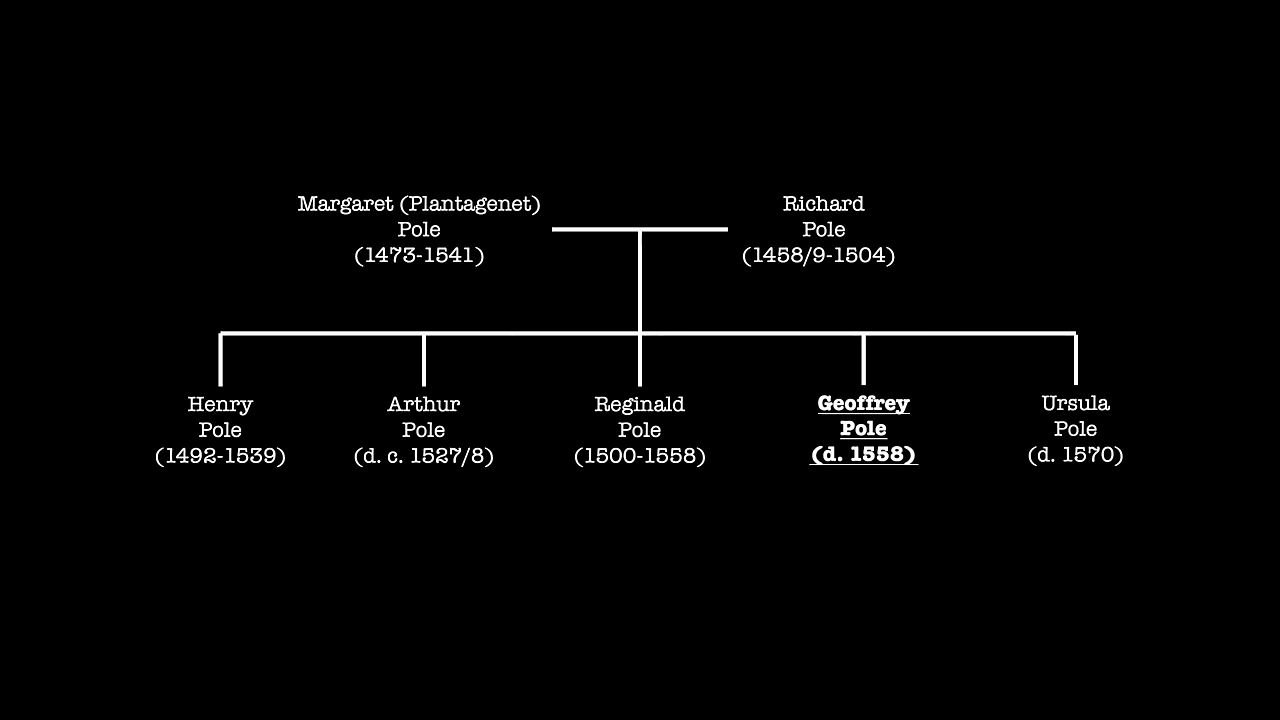 Margaret (Plantagenet)
Pole
(1473-1541)
Richard
Pole
(1458/9-1504)
Henry
Pole
(1492-1539)
Arthur
Pole
(d. c. 1527/8)
Reginald
Pole
(1500-1558)
Geoffrey
Pole
(d. 1558)
Ursula
Pole
(d. 1570)